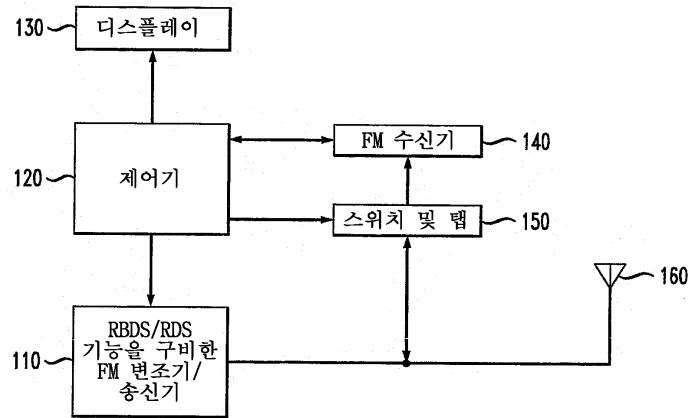 130
디스플레이
FM 수신기
140
120
제어기
스위치 및 탭
150
160
110
RBDS/RDS
기능을 구비한
FM 변조기/
송신기